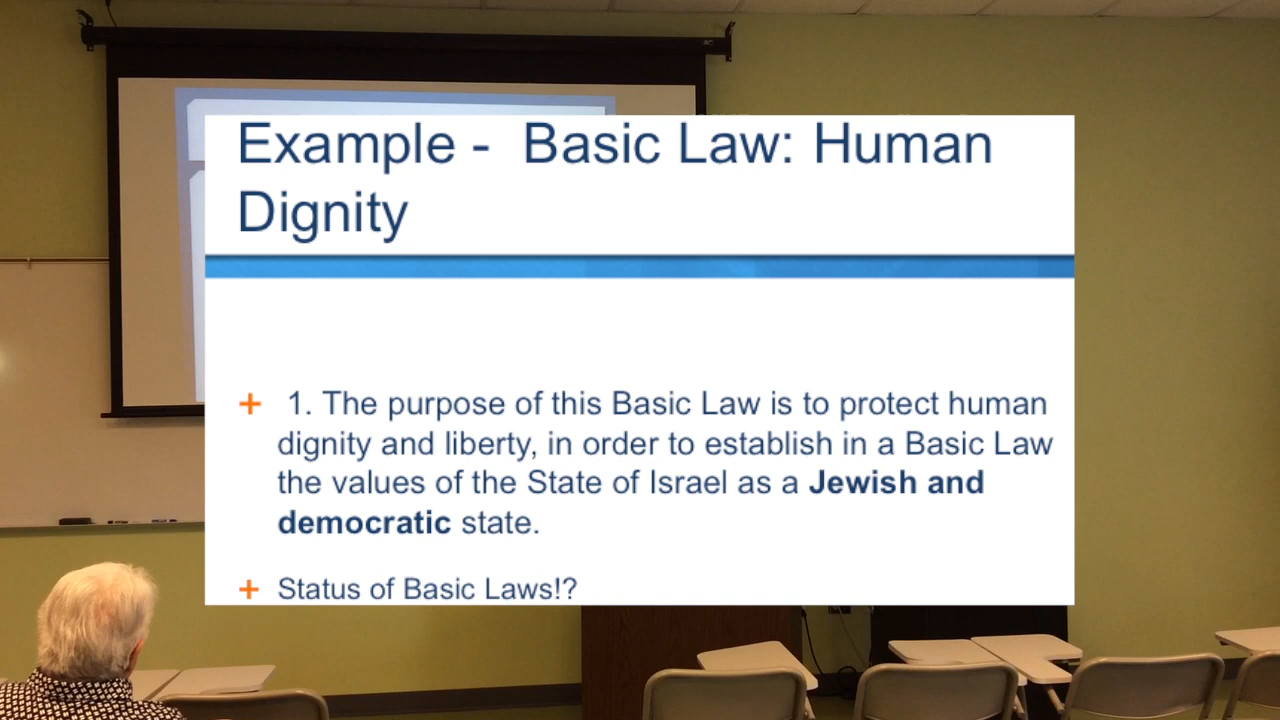 Example -  Basic Law: Human
Dignity
+ 1. The purpose of this Basic Law is to protect human
dignity and liberty, in order to establish in a Basic Law
the values of the State of Israel as a Jewish and
democratic state.
+ Status of Basic Laws!?